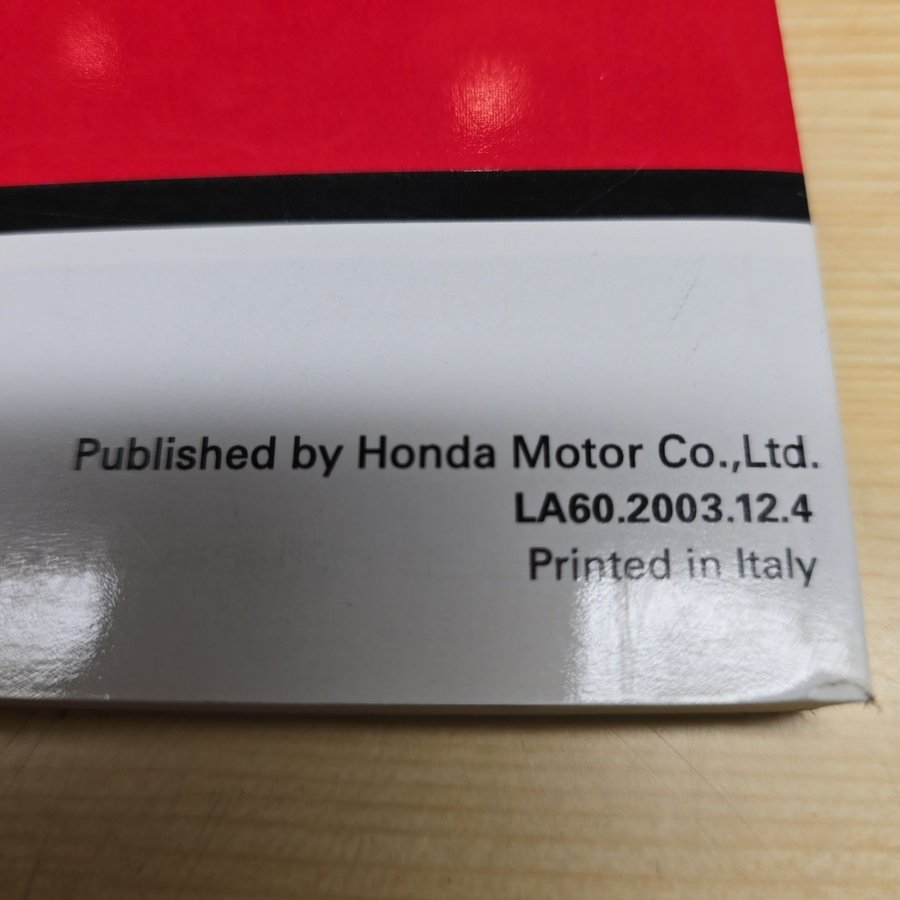 Published by Honda Motor Co.,Ltd.
LA60.2003.12.4
Printed in Italy